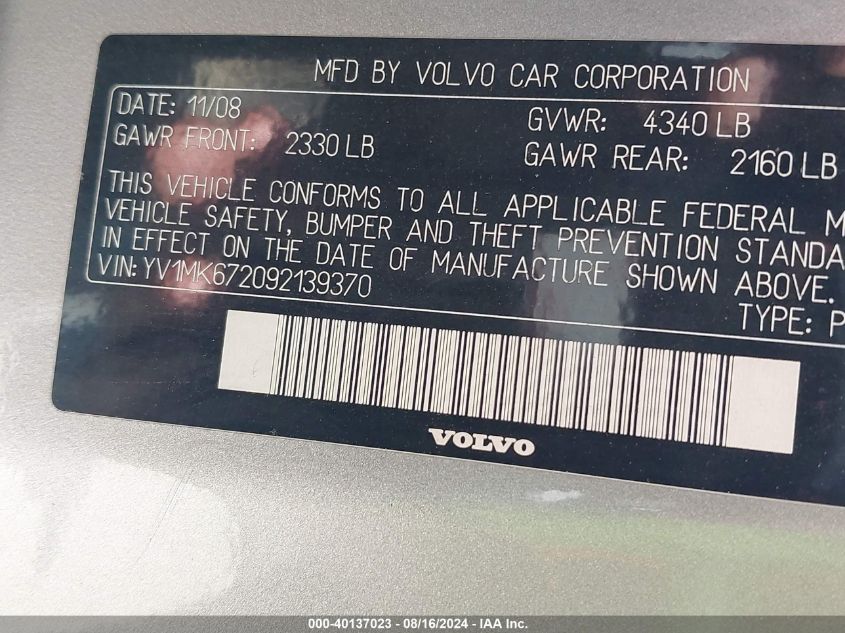 MFD BY VOLVO CAR CORPORATION
DATE: 11/08 GVWR: 4340 LB
GAWR FRONT: 2330 LB GAWR REAR: 2160 LB
THIS VEHICLE CONFORMS TO ALL APPLICABLE FEDERAL M
VEHICLE SAFETY, BUMPER AND THEFT PREVENTION STANDA
IN EFFECT ON THE DATE OF MANUFACTURE SHOWN ABOVE.
VIN: YV1MK672092139370
TYPE: P
VOLVO
000-40137023 - 08/16/2024 - IAA Inc.